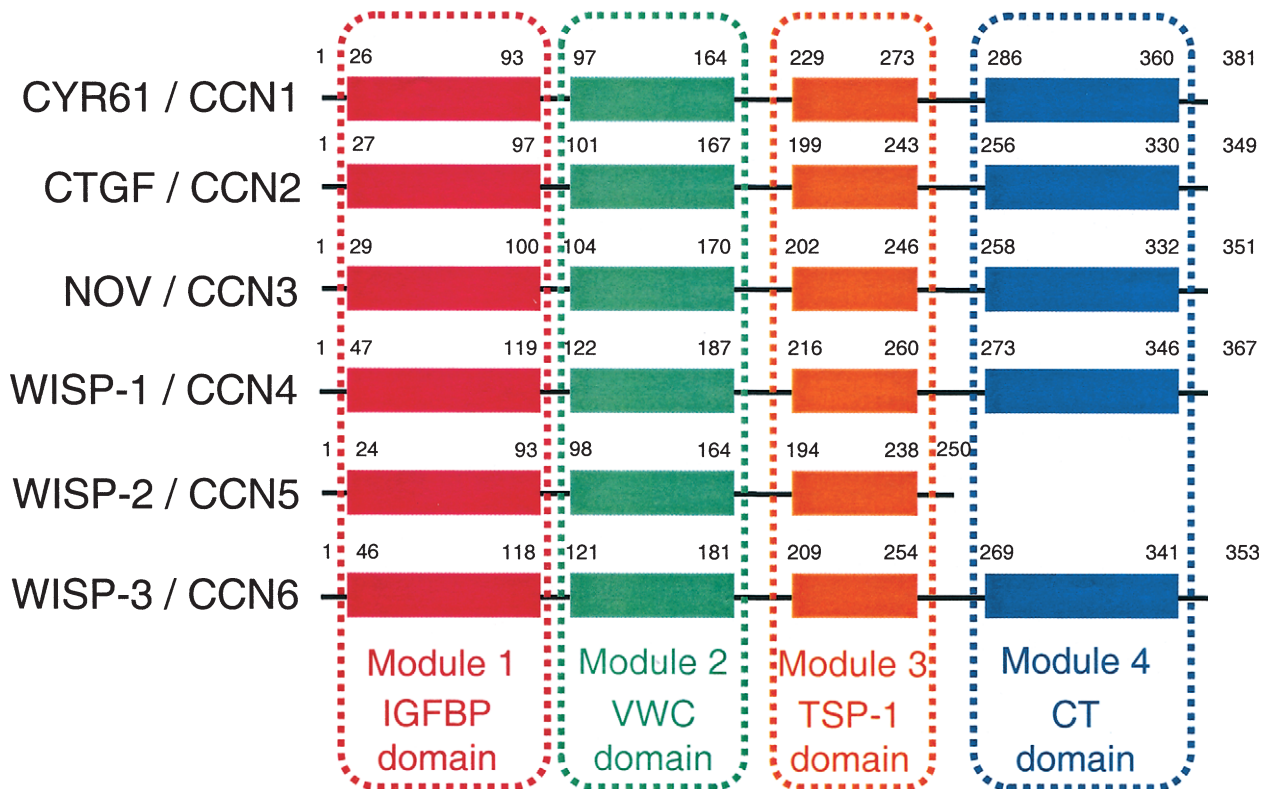 1 26 93 97 164 229 273 286 360 381
CYR61 / CCN1
1 27 97 101 167 199 243 256 330 349
CTGF / CCN2
1 29 100 104 170 202 246 258 332 351
NOV / CCN3
1 47 119 122 187 216 260 273 346 367
WISP-1 / CCN4
1 24 93 98 164 194 238 250
WISP-2 / CCN5
1 46 118 121 181 209 254 269 341 353
WISP-3 / CCN6
Module 1
IGFBP
domain
Module 2
VWC
domain
Module 3
TSP-1
domain
Module 4
CT
domain